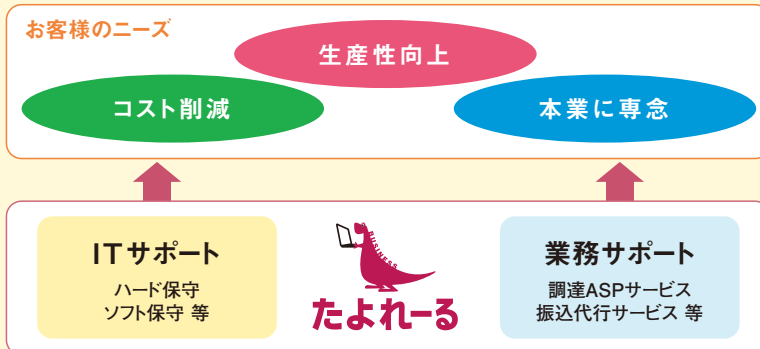 お客様のニーズ
生産性向上
コスト削減
本業に専念
ITサポート
ハード保守
ソフト保守 等
BUSINESS
たよれーる
業務サポート
調達ASPサービス
振込代行サービス 等